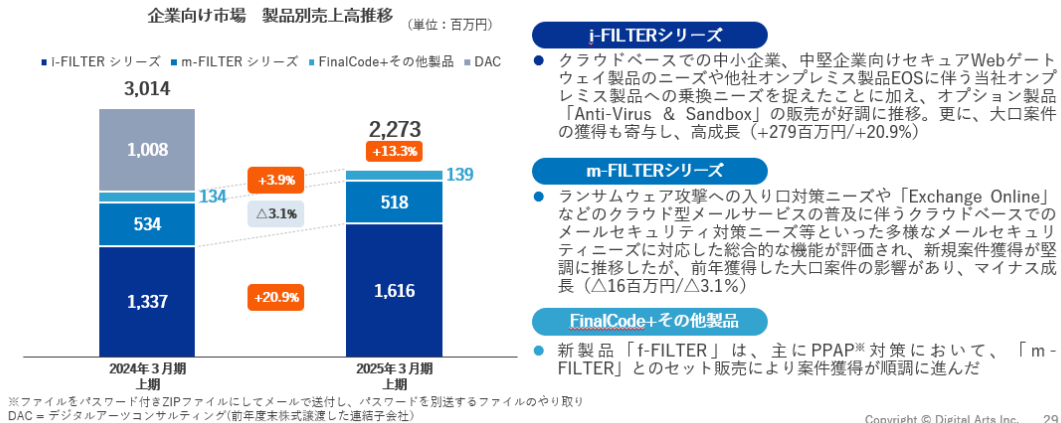 企業向け市場　製品別売上高推移 （単位：百万円）
■ i-FILTER シリーズ ■ m-FILTER シリーズ ■ FinalCode+その他製品 ■ DAC
3,014
1,008
134
534
1,337
+3.9%
△3.1%
+20.9%
2,273
+13.3%
139
518
1,616
2024年３月期
上期
2025年３月期
上期
i-FILTERシリーズ
● クラウドベースでの中小企業、中堅企業向けセキュアWebゲート
ウェイ製品のニーズや他社オンプレミス製品EOSに伴う当社オンプ
レミス製品への乗換ニーズを捉えたことに加え、オプション製品
「Anti-Virus & Sandbox」の販売が好調に推移。更に、大口案件
の獲得も寄与し、高成長（+279百万円/+20.9%）
m-FILTERシリーズ
● ランサムウェア攻撃への入り口対策ニーズや「Exchange Online」
などのクラウド型メールサービスの普及に伴うクラウドベースでの
メールセキュリティ対策ニーズ等といった多様なメールセキュリ
ティニーズに対応した総合的な機能が評価され、新規案件獲得が堅
調に推移したが、前年獲得した大口案件の影響があり、マイナス成
長（△16百万円/△3.1%）
FinalCode+その他製品
● 新製品「f-FILTER」は、主にPPAP※対策において、「m-
FILTER」とのセット販売により案件獲得が順調に進んだ
※ファイルをパスワード付きZIPファイルにしてメールで送付し、パスワードを別送するファイルのやり取り
DAC = デジタルアーツコンサルティング(前年度末株式譲渡した連結子会社)
Copyright © Digital Arts Inc. 29